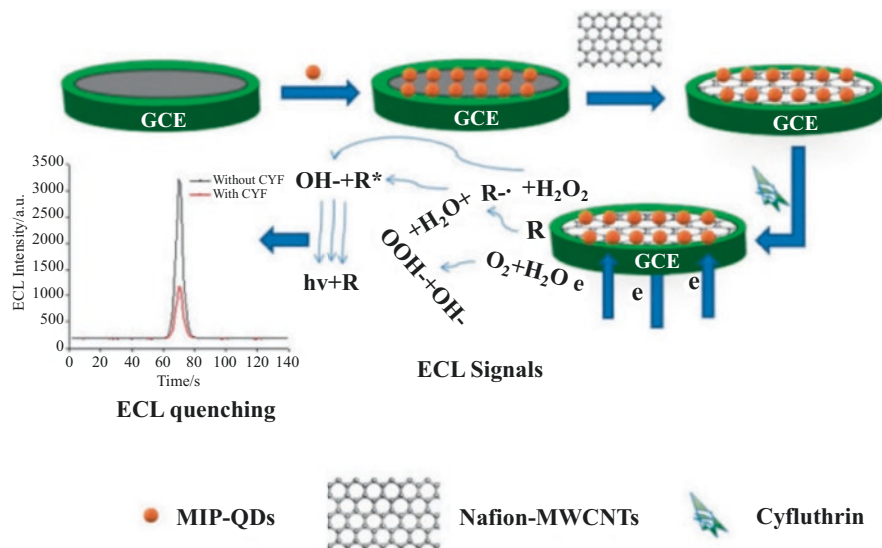 GCE
GCE
GCE
ECL Intensity/a.u.
3500
3000
2500
2000
1500
1000
500
0
0 20 40 60 80 100 120 140
Time/s
Without CYF
With CYF
ECL quenching
OH-+R*
hν+R
+H₂O+ R-· +H₂O₂
R
OOH-+OH-
O₂+H₂O e
GCE
e e
ECL Signals
MIP-QDs
Nafion-MWCNTs
Cyfluthrin